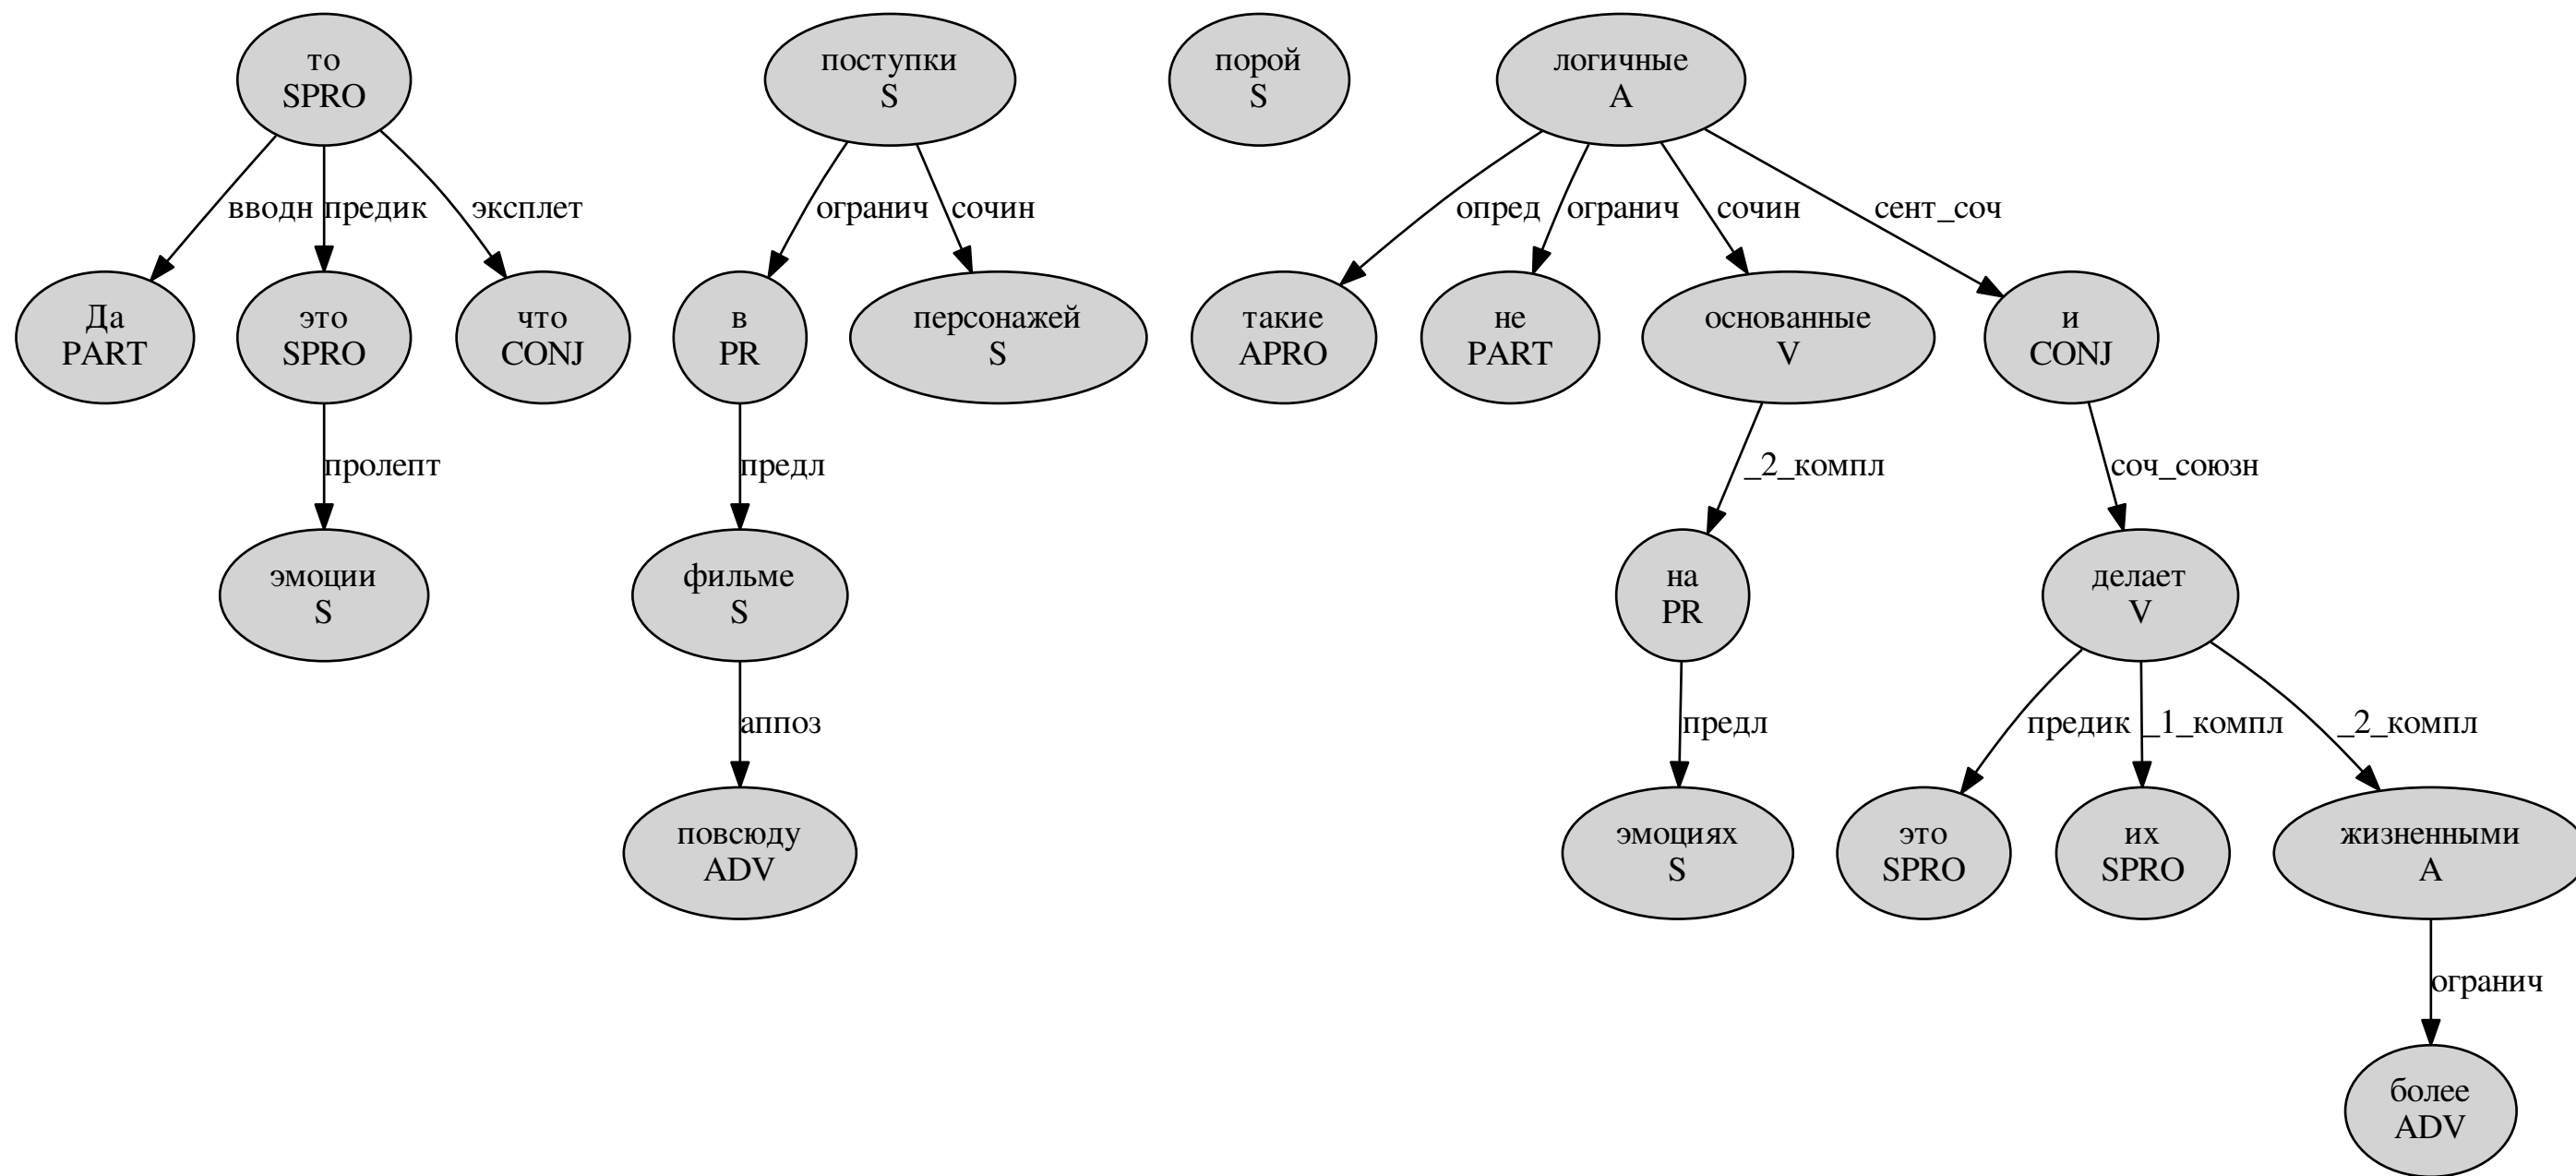 то
SPRO
поступки
S
порой
S
логичные
A
вводн
предик
эксплет
огранич
сочин
опред
огранич
сочин
сент_соч
Да
PART
это
SPRO
что
CONJ
в
PR
персонажей
S
такие
APRO
не
PART
основанные
V
и
CONJ
пролепт
предл
_2_компл
соч_союзн
эмоции
S
фильме
S
на
PR
делает
V
аппоз
предл
предик
_1_компл
_2_компл
повсюду
ADV
эмоциях
S
это
SPRO
их
SPRO
жизненными
A
огранич
более
ADV